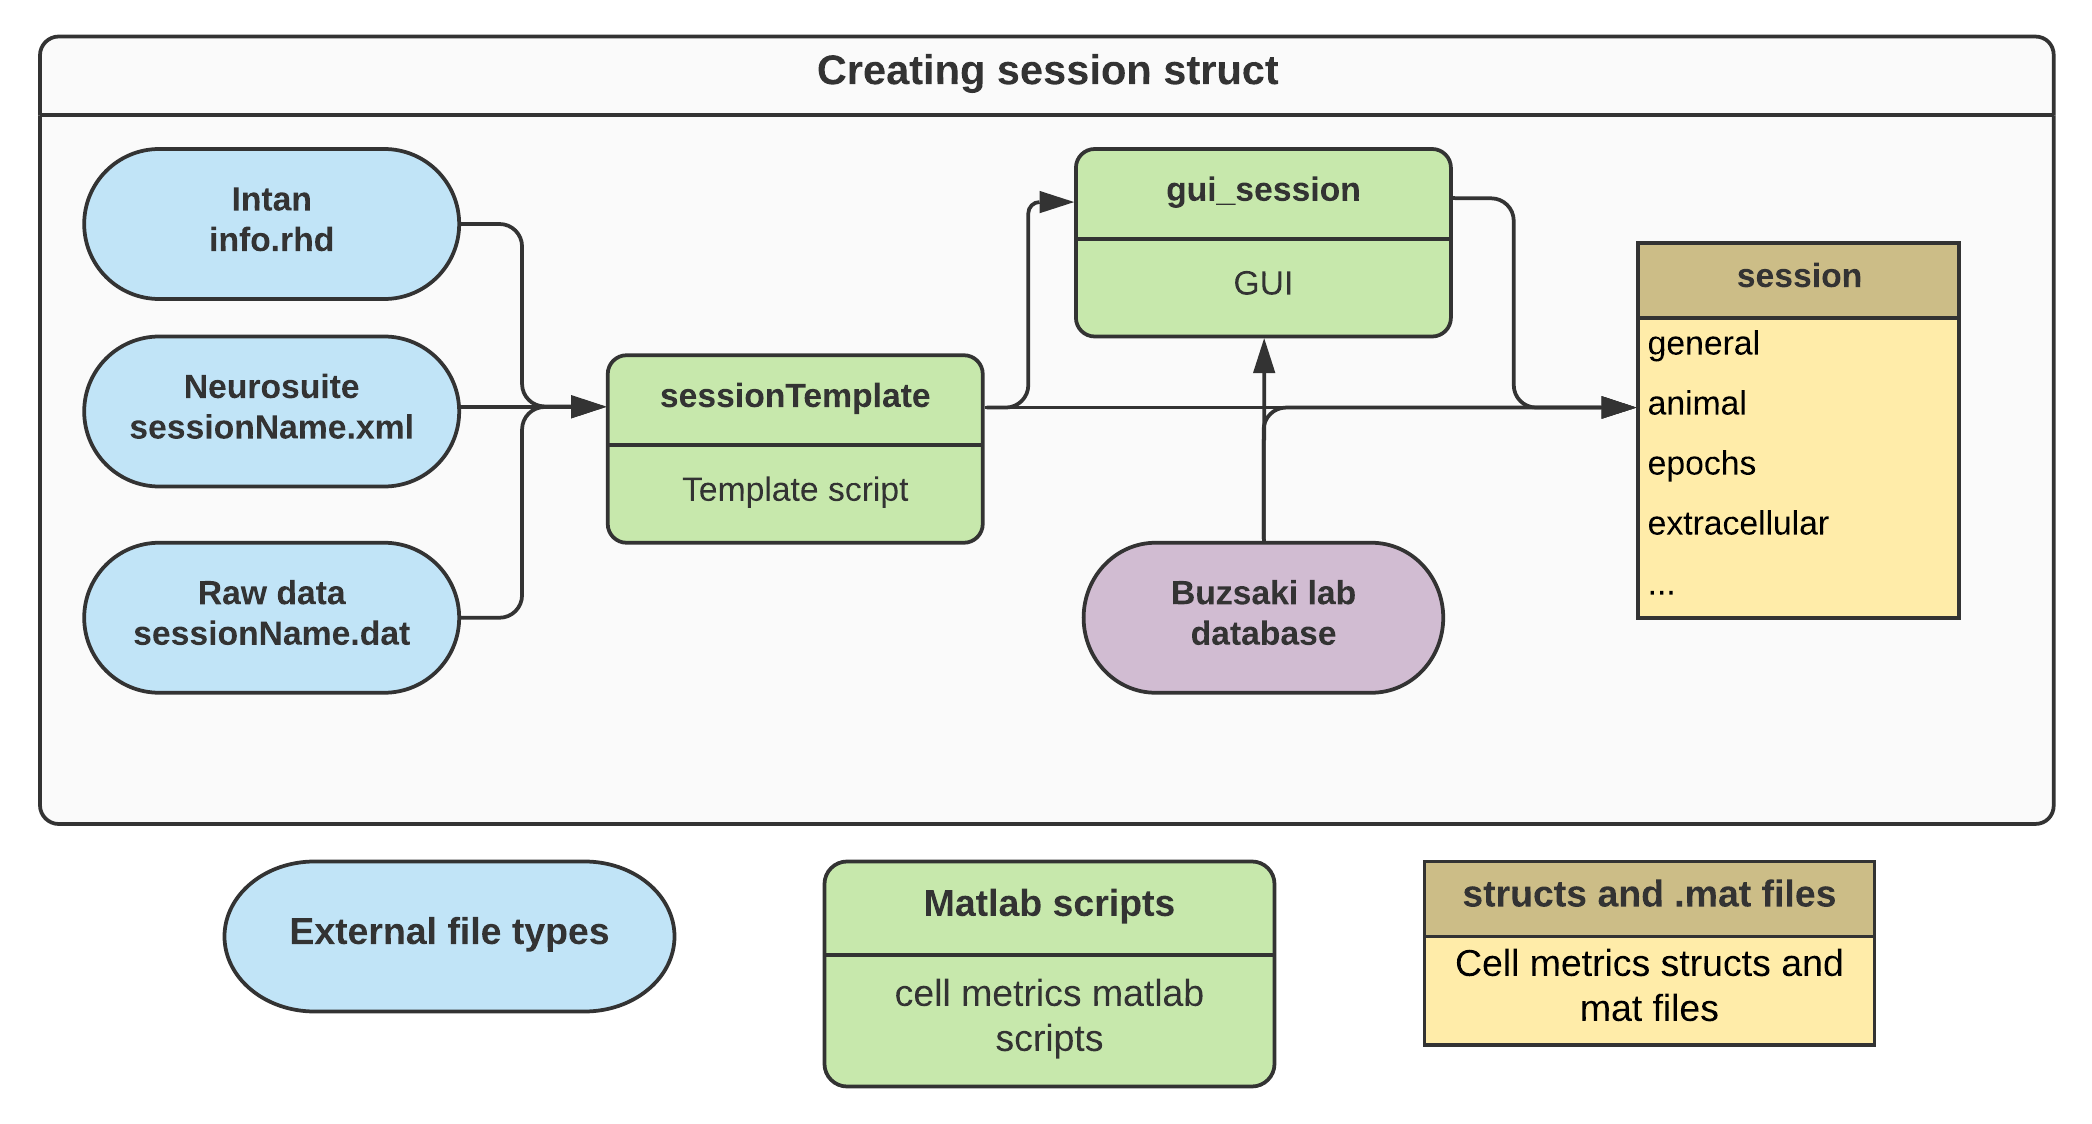 Creating session struct
Intan
info.rhd
Neurosuite
sessionName.xml
Raw data
sessionName.dat
sessionTemplate
Template script
gui_session
GUI
Buzsaki lab
database
session
general
animal
epochs
extracellular
...
External file types
Matlab scripts
cell metrics matlab
scripts
structs and .mat files
Cell metrics structs and
mat files